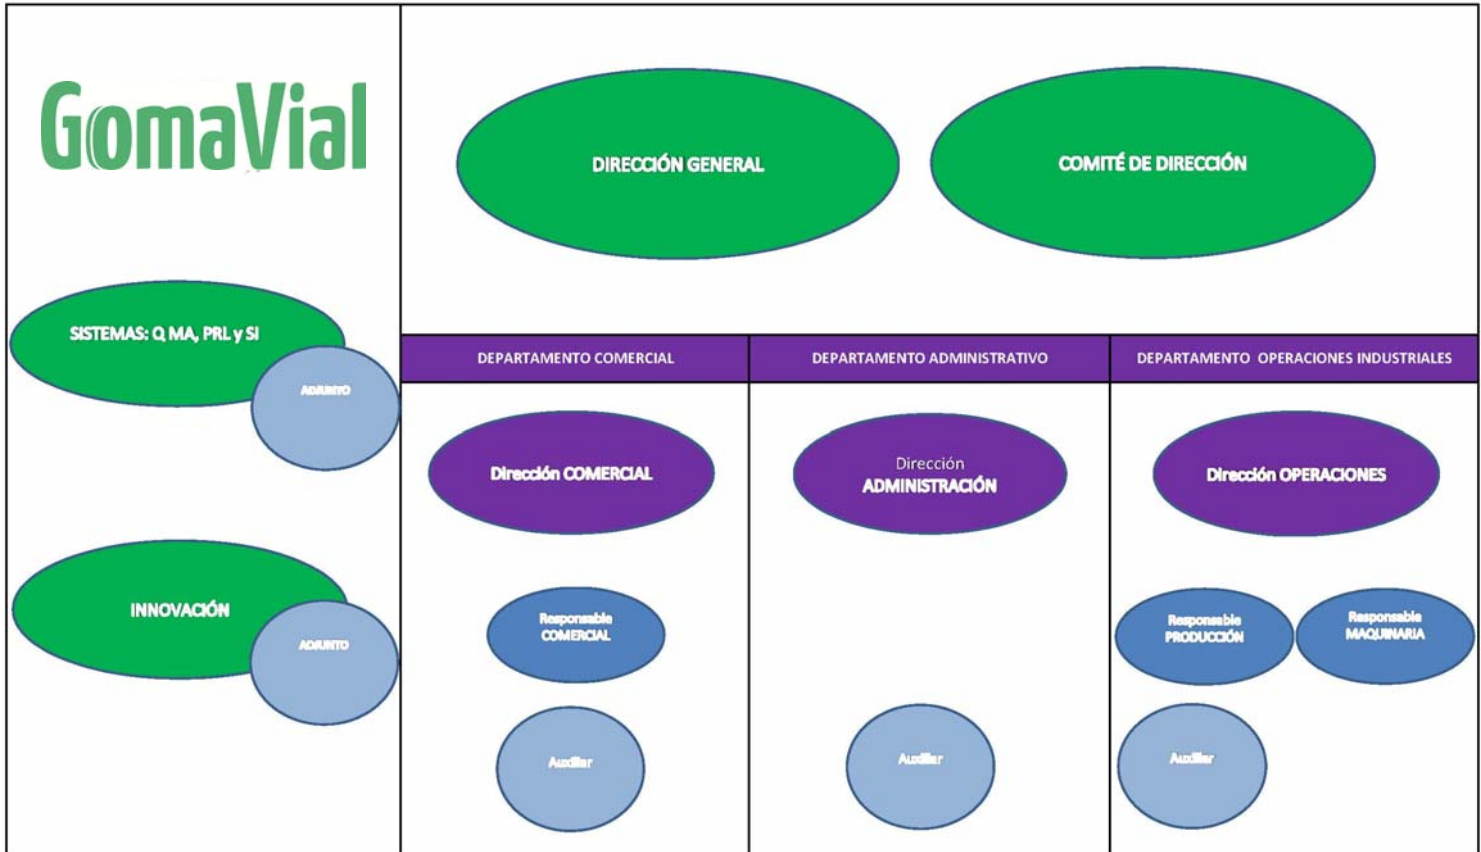 GomaVial
DIRECCIÓN GENERAL
COMITÉ DE DIRECCIÓN
SISTEMAS: Q, MA, PRL y SI
ADJUNTO
INNOVACIÓN
ADJUNTO
DEPARTAMENTO COMERCIAL
DEPARTAMENTO ADMINISTRATIVO
DEPARTAMENTO OPERACIONES INDUSTRIALES
Dirección COMERCIAL
Dirección
ADMINISTRACIÓN
Dirección OPERACIONES
Responsable
COMERCIAL
Responsable
PRODUCCIÓN
Responsable
MAQUINARIA
Auxiliar
Auxiliar
Auxiliar